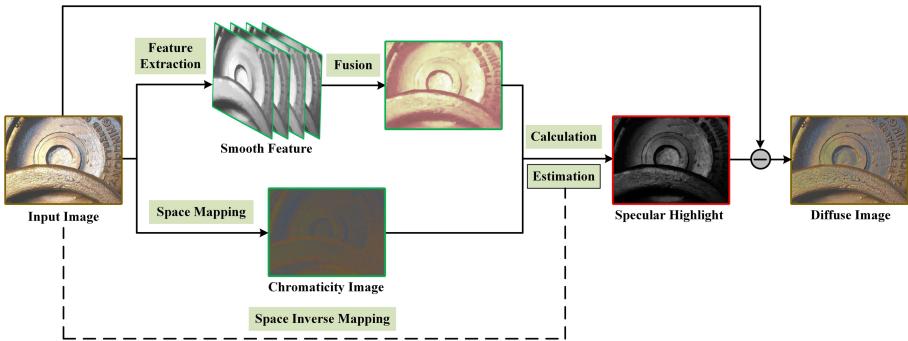 Feature
Extraction
Fusion
Smooth Feature
Calculation
Estimation
Input Image
Space Mapping
Specular Highlight
Diffuse Image
Chromaticity Image
Space Inverse Mapping